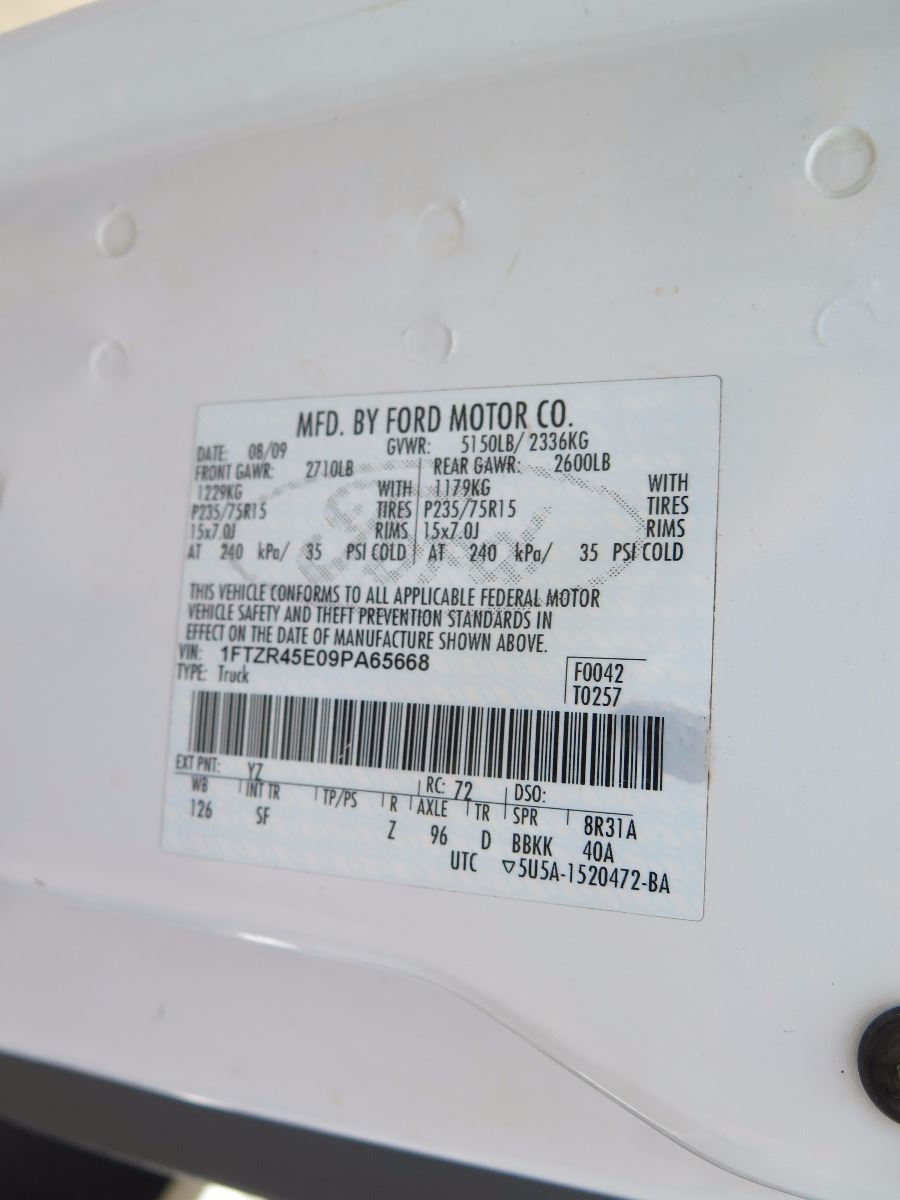 MFD. BY FORD MOTOR CO.
DATE: 08/09 GVWR: 5150LB/ 2336KG
FRONT GAWR: 2710LB REAR GAWR: 2600LB
1229KG WITH 1179KG WITH
P235/75R15 TIRES P235/75R15 TIRES
15x7.0J RIMS 15x7.0J RIMS
AT 240 kPa/ 35 PSI COLD AT 240 kPa/ 35 PSI COLD
THIS VEHICLE CONFORMS TO ALL APPLICABLE FEDERAL MOTOR
VEHICLE SAFETY AND THEFT PREVENTION STANDARDS IN
EFFECT ON THE DATE OF MANUFACTURE SHOWN ABOVE.
VIN: 1FTZR45E09PA65668
TYPE: Truck
F0042
T0257
EXT PNT: YZ RC: 72 DSO:
WB INT TR TP/PS R AXLE TR SPR 8R31A
126 SF Z 96 D BBKK 40A
UTC ▽5U5A-1520472-BA
Ford